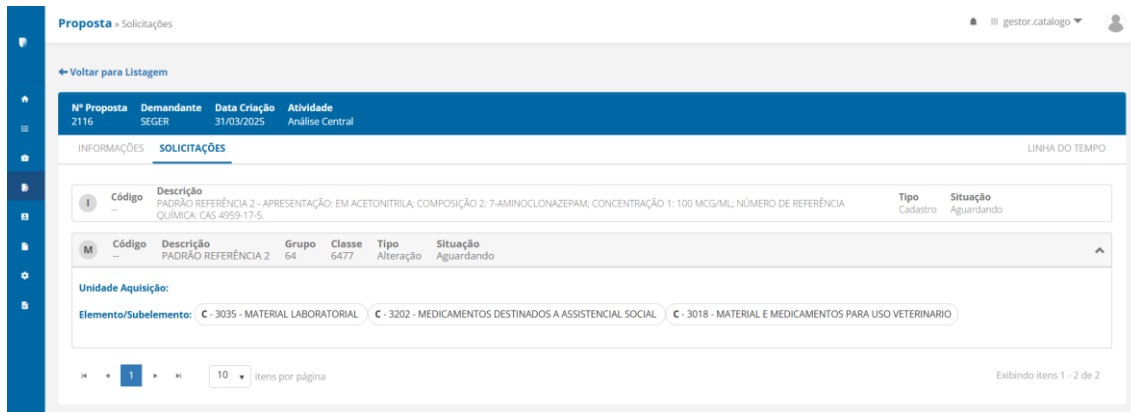 Proposta » Solicitações
gestor.catalogo
Voltar para Listagem
Nº Proposta Demandante Data Criação Atividade
2116 SEGER 31/03/2025 Análise Central
INFORMAÇÕES SOLICITAÇÕES LINHA DO TEMPO
I Código Descrição Tipo Situação
-- PADRÃO REFERÊNCIA 2 - APRESENTAÇÃO: EM ACETONITRILA; COMPOSIÇÃO 2: 7-AMINOCLONAZEPAM; CONCENTRAÇÃO 1: 100 MCG/ML; NÚMERO DE REFERÊNCIA Cadastro Aguardando
QUÍMICA: CAS 4959-17-5.
M Código Descrição Grupo Classe Tipo Situação
-- PADRÃO REFERÊNCIA 2 64 6477 Alteração Aguardando
Unidade Aquisição:
Elemento/Subelemento: C - 3035 - MATERIAL LABORATORIAL C - 3202 - MEDICAMENTOS DESTINADOS A ASSISTENCIAL SOCIAL C - 3018 - MATERIAL E MEDICAMENTOS PARA USO VETERINARIO
1 10 itens por página Exibindo itens 1 - 2 de 2